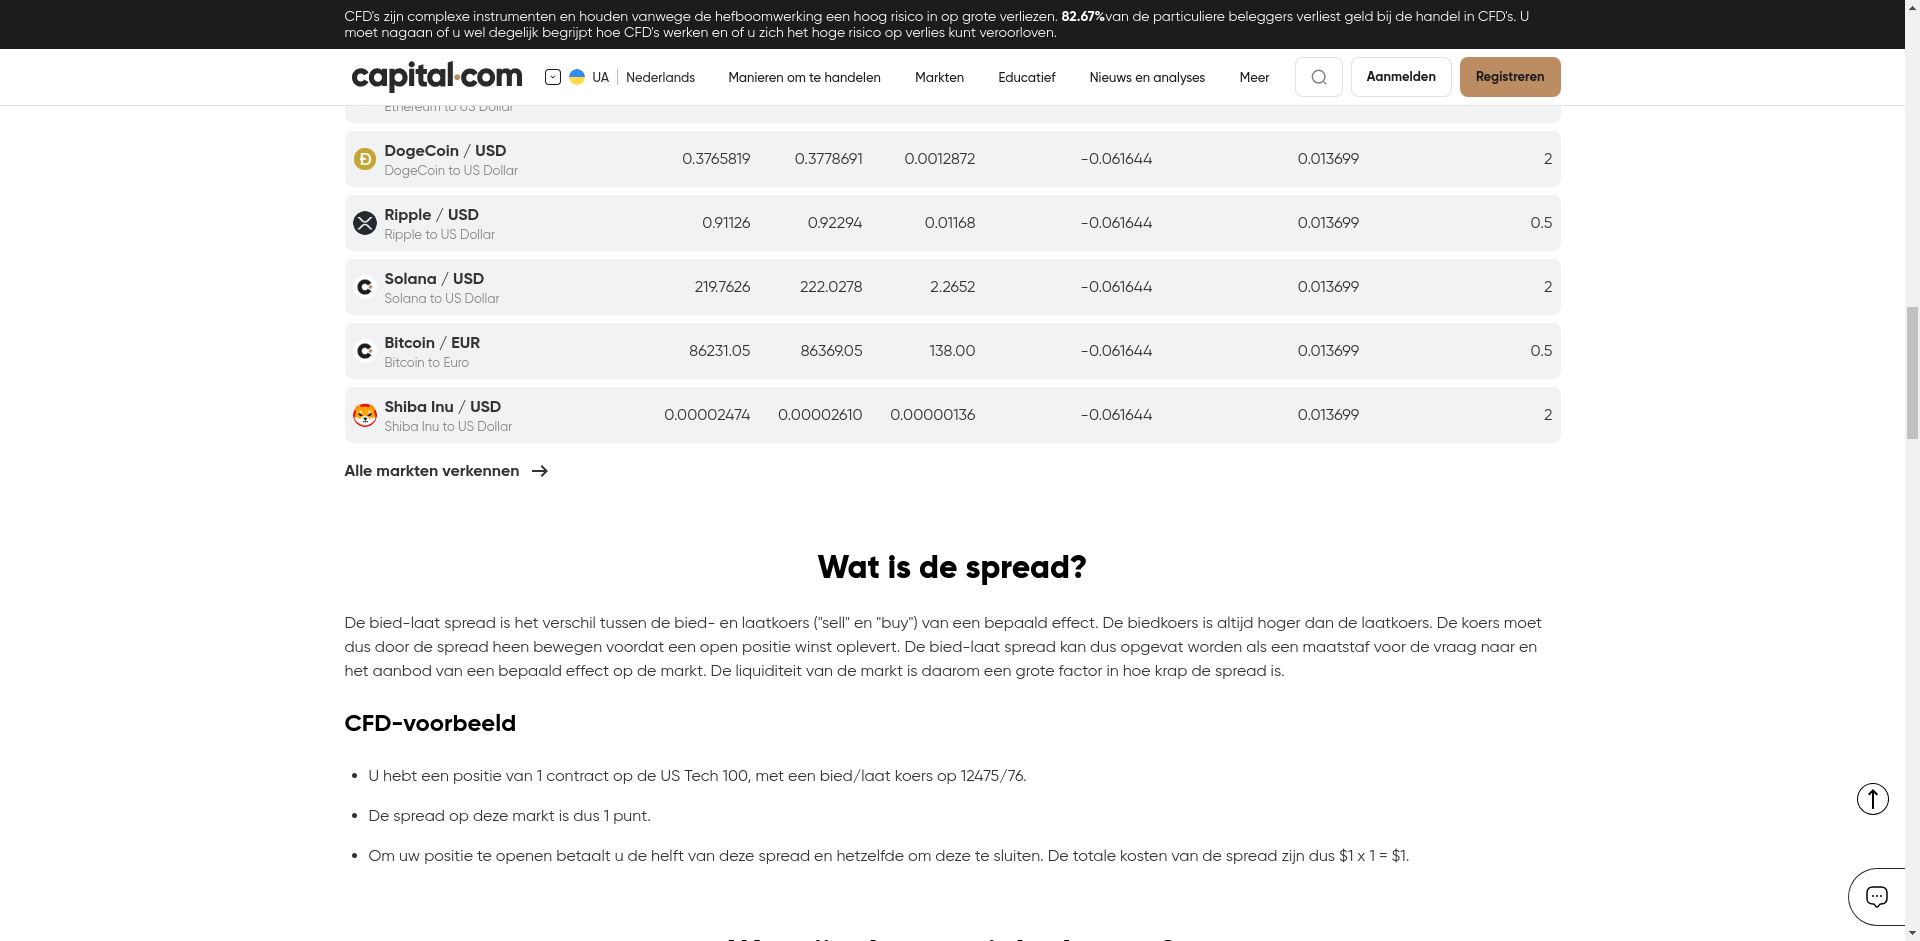 CFD's zijn complexe instrumenten en houden vanwege de hefboomwerking een hoog risico in op grote verliezen. 82.67%van de particuliere beleggers verliest geld bij de handel in CFD's. U
moet nagaan of u wel degelijk begrijpt hoe CFD's werken en of u zich het hoge risico op verlies kunt veroorloven.
capital.com UA Nederlands Manieren om te handelen Markten Educatief Nieuws en analyses Meer Aanmelden Registreren
Ethereum to US Dollar
DogeCoin / USD 0.3765819 0.3778691 0.0012872 -0.061644 0.013699 2
DogeCoin to US Dollar
Ripple / USD 0.91126 0.92294 0.01168 -0.061644 0.013699 0.5
Ripple to US Dollar
Solana / USD 219.7626 222.0278 2.2652 -0.061644 0.013699 2
Solana to US Dollar
Bitcoin / EUR 86231.05 86369.05 138.00 -0.061644 0.013699 0.5
Bitcoin to Euro
Shiba Inu / USD 0.00002474 0.00002610 0.00000136 -0.061644 0.013699 2
Shiba Inu to US Dollar
Alle markten verkennen
Wat is de spread?
De bied-laat spread is het verschil tussen de bied- en laatkoers ("sell" en "buy") van een bepaald effect. De biedkoers is altijd hoger dan de laatkoers. De koers moet
dus door de spread heen bewegen voordat een open positie winst oplevert. De bied-laat spread kan dus opgevat worden als een maatstaf voor de vraag naar en
het aanbod van een bepaald effect op de markt. De liquiditeit van de markt is daarom een grote factor in hoe krap de spread is.
CFD-voorbeeld
U hebt een positie van 1 contract op de US Tech 100, met een bied/laat koers op 12475/76.
De spread op deze markt is dus 1 punt.
Om uw positie te openen betaalt u de helft van deze spread en hetzelfde om deze te sluiten. De totale kosten van de spread zijn dus $1 x 1 = $1.